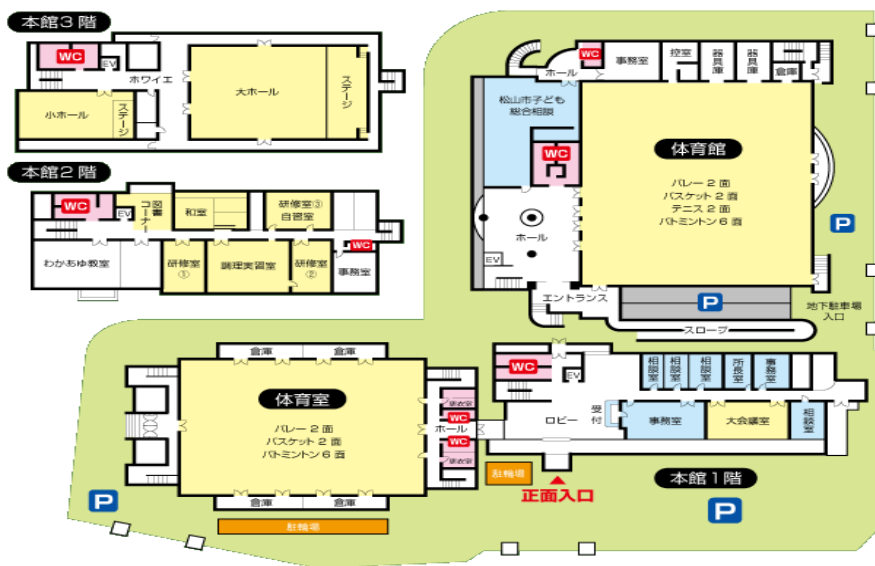 本館3階
WC
EV
ホワイエ
大ホール
ステージ
小ホール
ステージ
本館2階
WC
EV
図書
コーナー
和室
研修室③
自習室
わかあゆ教室
研修室
①
調理実習室
研修室
②
WC
事務室
ホール
WC
事務室
控室
器具庫
器具庫
倉庫
松山市子ども
総合相談
WC
体育館
バレー2面
バスケット2面
テニス2面
バトミントン6面
P
ホール
EV
エントランス
P
地下駐車場
入口
スロープ
倉庫
倉庫
体育室
バレー2面
バスケット2面
バトミントン6面
更衣室
WC
ホール
WC
更衣室
倉庫
倉庫
駐輪場
P
WC
EV
相談室
相談室
相談室
所長室
事務室
ロビー
受付
事務室
大会議室
相談室
駐輪場
正面入口
本館1階
P